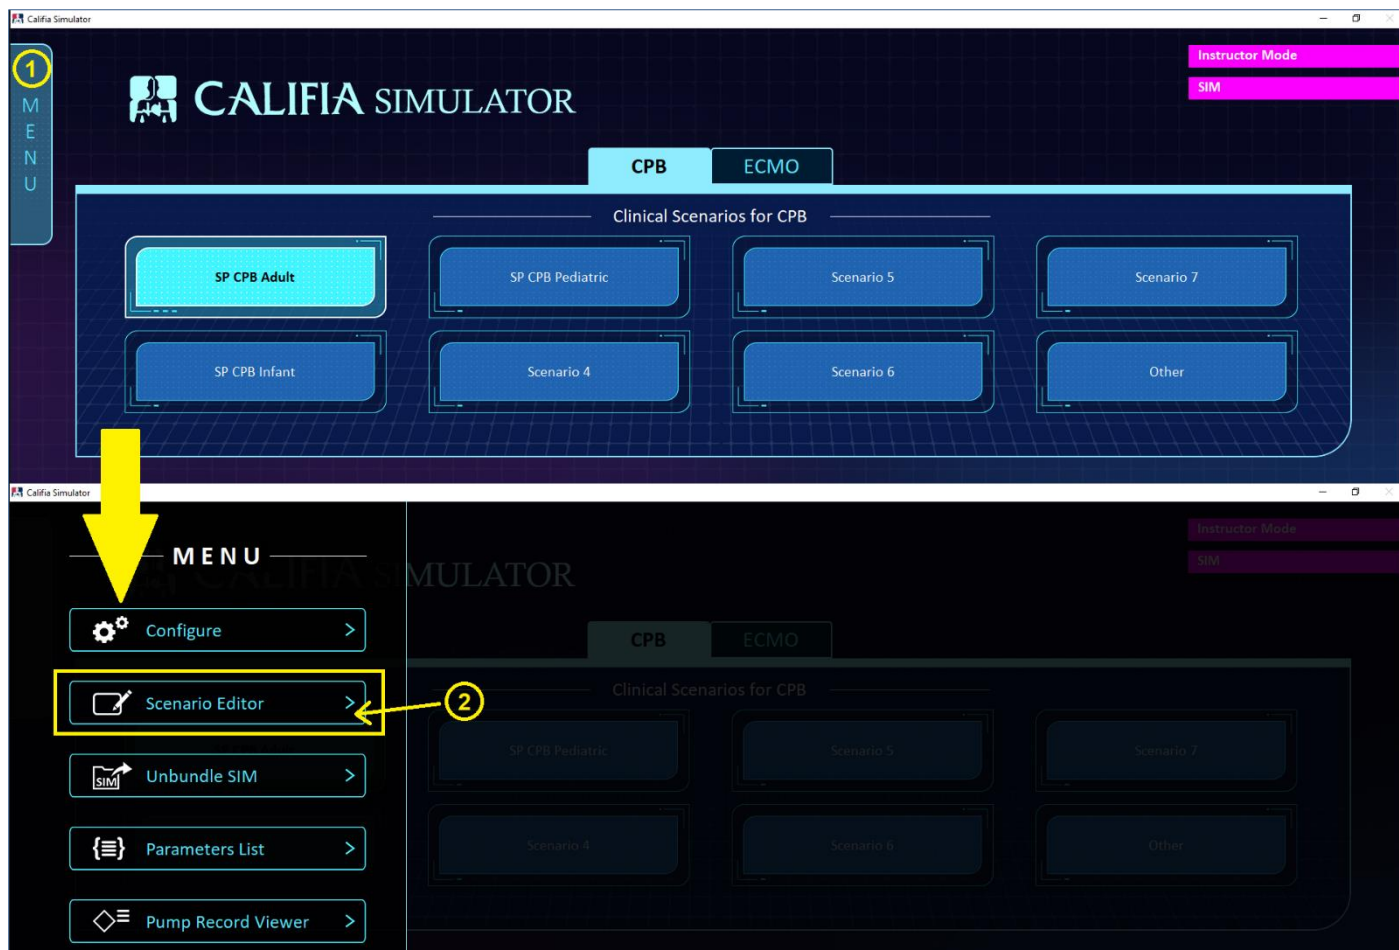 Califia Simulator
1
MENU
CALIFIA SIMULATOR
Instructor Mode
SIM
CPB
ECMO
Clinical Scenarios for CPB
SP CPB Adult
SP CPB Pediatric
Scenario 5
Scenario 7
SP CPB Infant
Scenario 4
Scenario 6
Other
Califia Simulator
MENU
CALIFIA SIMULATOR
Instructor Mode
SIM
Configure
CPB
ECMO
Scenario Editor
2
Clinical Scenarios for CPB
SP CPB Pediatric
Scenario 5
Scenario 7
SIM
Unbundle SIM
Parameters List
Scenario 4
Scenario 6
Other
Pump Record Viewer